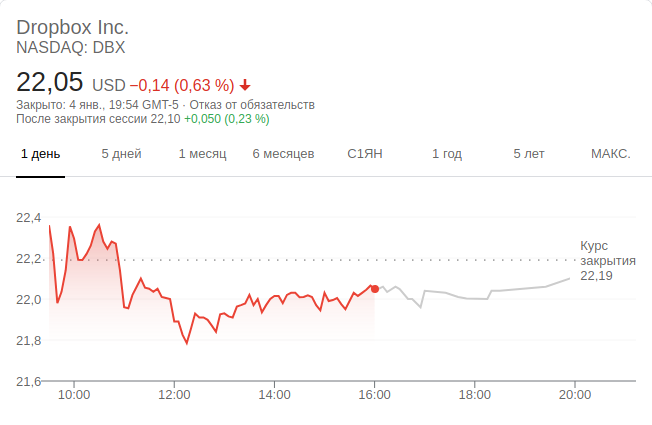 Dropbox Inc.
NASDAQ: DBX
22,05 USD −0,14 (0,63 %)
Закрыто: 4 янв., 19:54 GMT-5 · Отказ от обязательств
После закрытия сессии 22,10 +0,050 (0,23 %)
1 день 5 дней 1 месяц 6 месяцев С1ЯН 1 год 5 лет МАКС.
22,4
22,2
22,0
21,8
21,6
Курс
закрытия
22,19
10:00 12:00 14:00 16:00 18:00 20:00